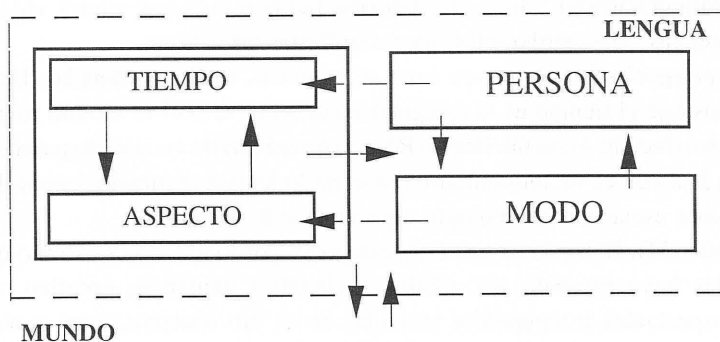 LENGUA
TIEMPO
PERSONA
ASPECTO
MODO
MUNDO